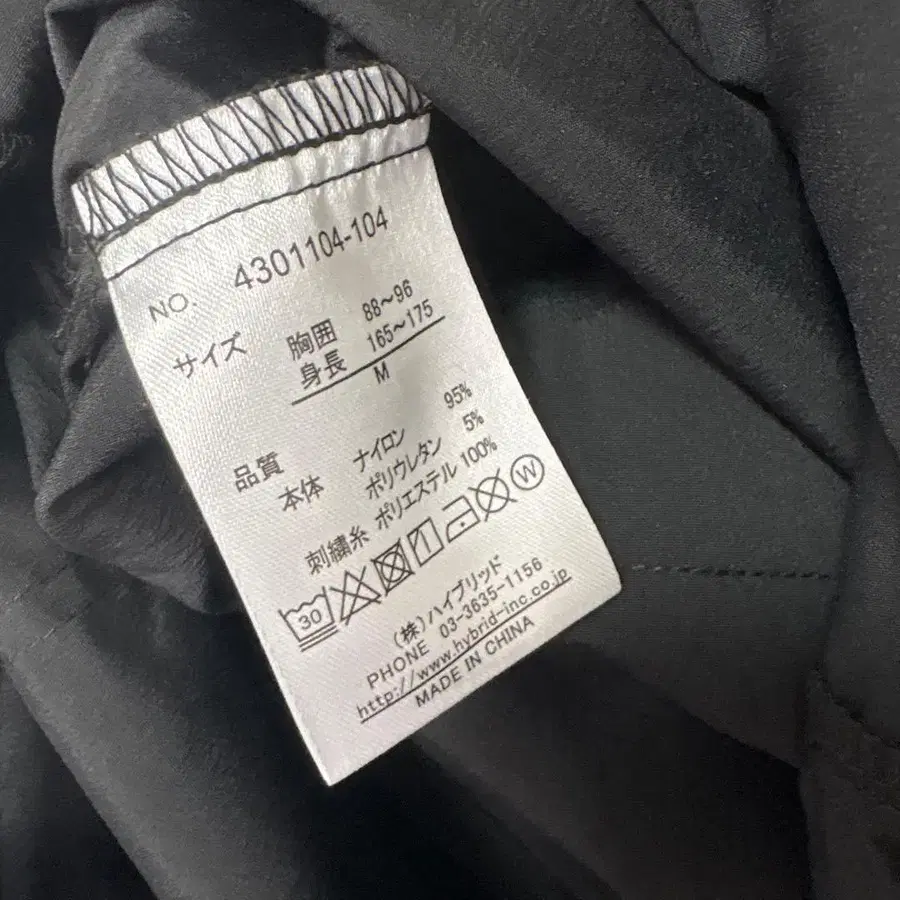 NO. 4301104-104
サイズ 胸囲 88～96
身長 165～175
M
品質 本体 ナイロン 95%
ポリウレタン 5%
刺繍糸 ポリエステル 100%
30 W
(株)ハイブリッド
PHONE 03-3635-1156
http://www.hybrid-inc.co.jp
MADE IN CHINA